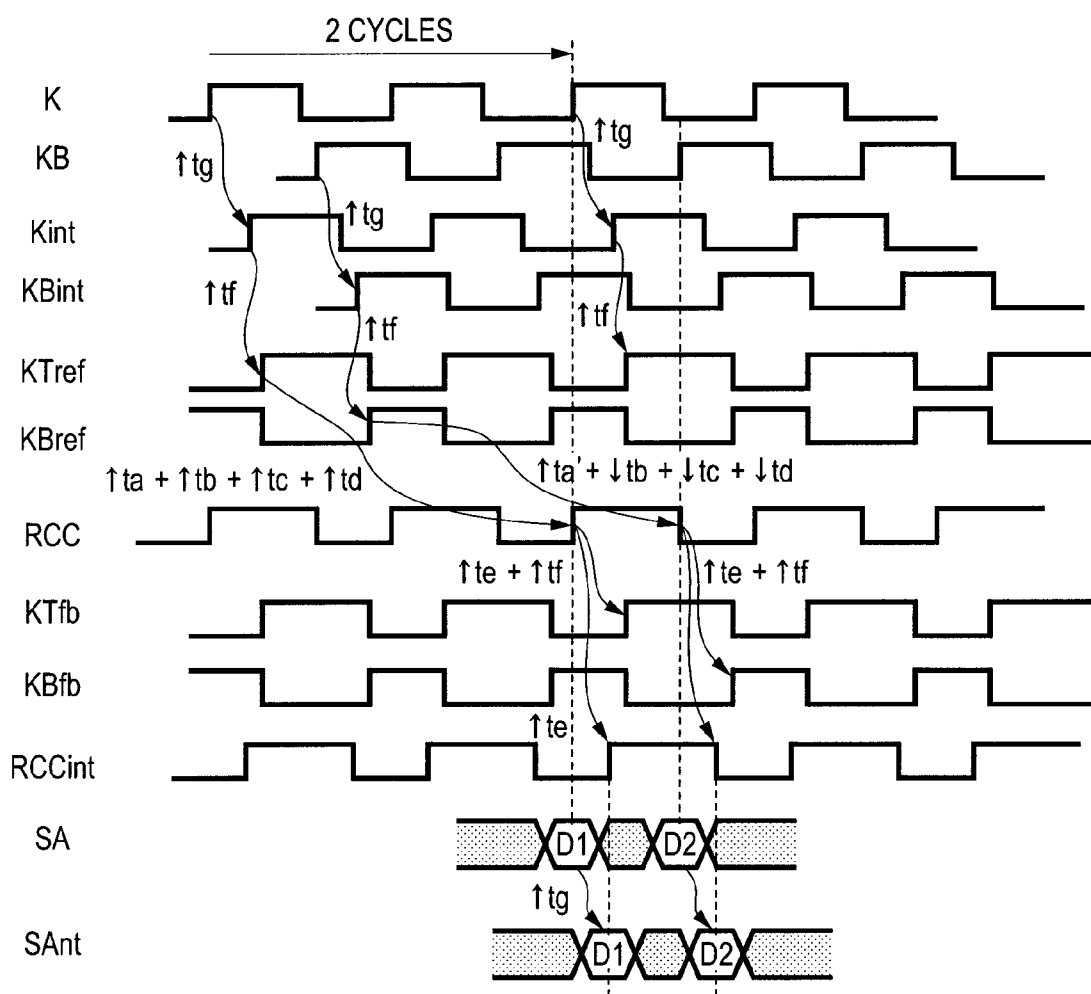 2 CYCLES
K
↑tg
KB
↑tg
↑tg
Kint
KBint
↑tf
↑tf
↑tf
KTref
KBref
↑ta + ↑tb + ↑tc + ↑td
↑ta' + ↓tb + ↓tc + ↓td
RCC
↑te + ↑tf
↑te + ↑tf
KTfb
KBfb
↑te
RCCint
SA
D1
D2
↑tg
SAnt
D1
D2